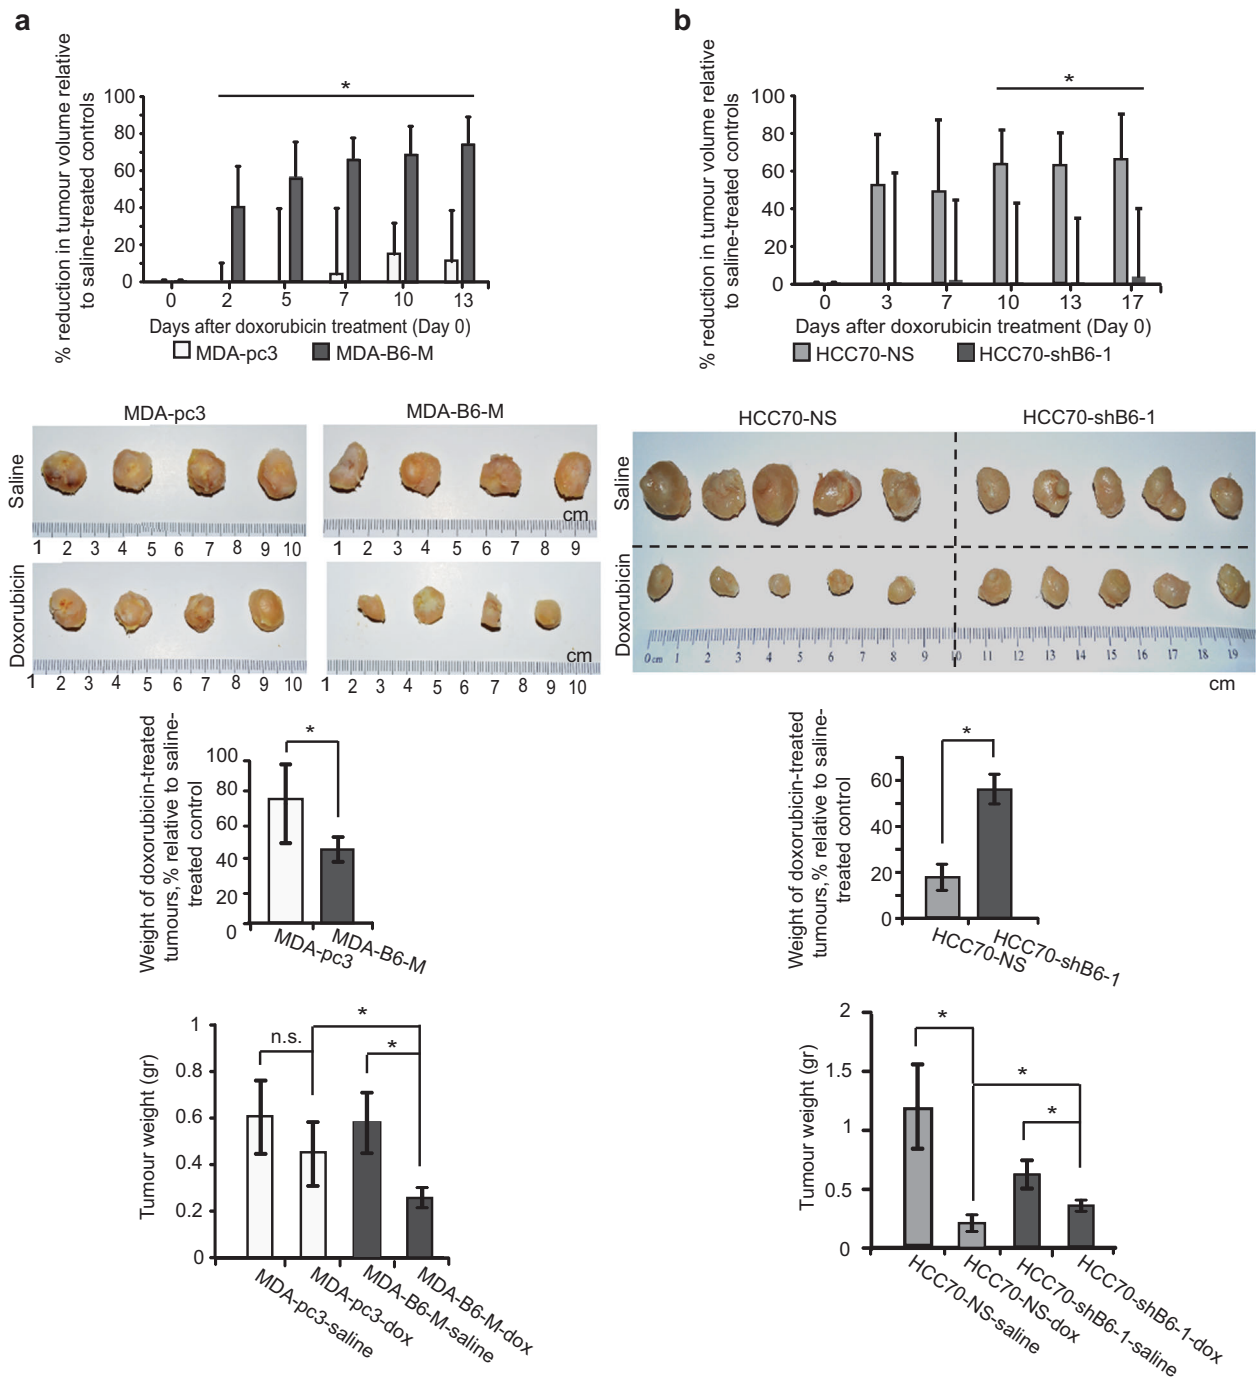 a
% reduction in tumour volume relative
to saline-treated controls
*
100
80
60
40
20
0
0 2 5 7 10 13
Days after doxorubicin treatment (Day 0)
MDA-pc3 MDA-B6-M
MDA-pc3 MDA-B6-M
Saline
cm
1 2 3 4 5 6 7 8 9 10
1 2 3 4 5 6 7 8 9
Doxorubicin
cm
1 2 3 4 5 6 7 8 9 10
1 2 3 4 5 6 7 8 9 10
Weight of doxorubicin-treated
tumours,% relative to saline-
treated control
*
100
80
60
40
20
0
MDA-pc3
MDA-B6-M
Tumour weight (gr)
1
0.8
0.6
0.4
0.2
0
n.s.
*
*
MDA-pc3-saline
MDA-pc3-dox
MDA-B6-M-saline
MDA-B6-M-dox
b
% reduction in tumour volume relative
to saline-treated controls
*
100
80
60
40
20
0
0 3 7 10 13 17
Days after doxorubicin treatment (Day 0)
HCC70-NS HCC70-shB6-1
HCC70-NS HCC70-shB6-1
Saline
Doxorubicin
0 cm 1 2 3 4 5 6 7 8 9 10 11 12 13 14 15 16 17 18 19
cm
Weight of doxorubicin-treated
tumours,% relative to saline-
treated control
*
60
40
20
0
HCC70-NS
HCC70-shB6-1
Tumour weight (gr)
2
1.5
1
0.5
0
*
*
*
HCC70-NS-saline
HCC70-NS-dox
HCC70-shB6-1-saline
HCC70-shB6-1-dox